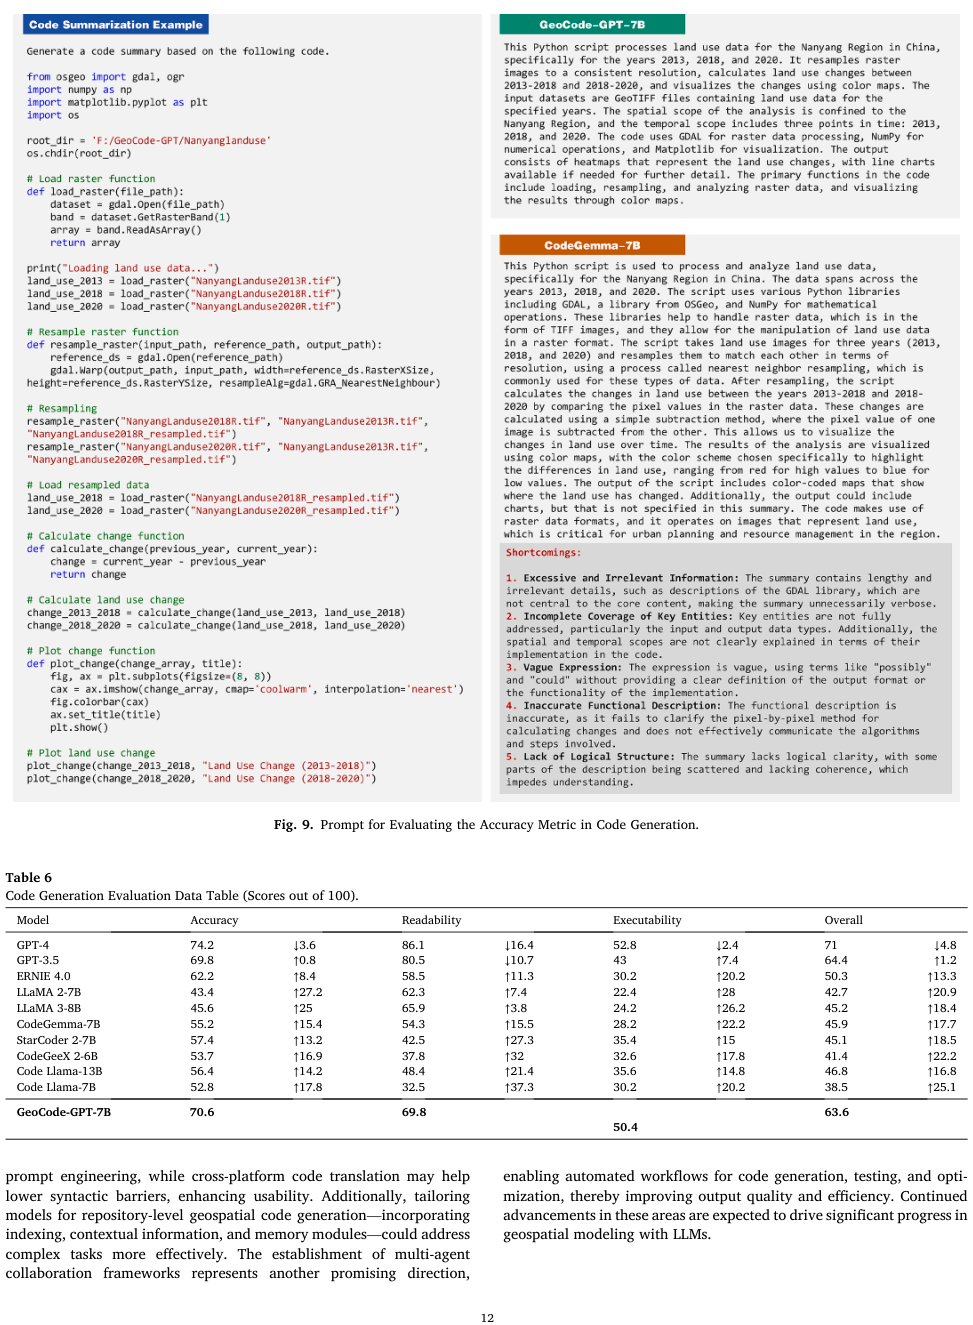 Code Summarization Example
Generate a code summary based on the following code.
from osgeo import gdal, ogr
import numpy as np
import matplotlib.pyplot as plt
import os
root_dir = 'F:/GeoCode-GPT/Nanyanglanduse'
os.chdir(root_dir)
# Load raster function
def load_raster(file_path):
dataset = gdal.Open(file_path)
band = dataset.GetRasterBand(1)
array = band.ReadAsArray()
return array
print("Loading land use data...")
land_use_2013 = load_raster("NanyangLanduse2013R.tif")
land_use_2018 = load_raster("NanyangLanduse2018R.tif")
land_use_2020 = load_raster("NanyangLanduse2020R.tif")
# Resample raster function
def resample_raster(input_path, reference_path, output_path):
reference_ds = gdal.Open(reference_path)
gdal.Warp(output_path, input_path, width=reference_ds.RasterXSize,
height=reference_ds.RasterYSize, resampleAlg=gdal.GRA_NearestNeighbour)
# Resampling
resample_raster("NanyangLanduse2018R.tif", "NanyangLanduse2013R.tif",
"NanyangLanduse2018R_resampled.tif")
resample_raster("NanyangLanduse2020R.tif", "NanyangLanduse2013R.tif",
"NanyangLanduse2020R_resampled.tif")
# Load resampled data
land_use_2018 = load_raster("NanyangLanduse2018R_resampled.tif")
land_use_2020 = load_raster("NanyangLanduse2020R_resampled.tif")
# Calculate change function
def calculate_change(previous_year, current_year):
change = current_year - previous_year
return change
# Calculate land use change
change_2013_2018 = calculate_change(land_use_2013, land_use_2018)
change_2018_2020 = calculate_change(land_use_2018, land_use_2020)
# Plot change function
def plot_change(change_array, title):
fig, ax = plt.subplots(figsize=(8, 8))
cax = ax.imshow(change_array, cmap='coolwarm', interpolation='nearest')
fig.colorbar(cax)
ax.set_title(title)
plt.show()
# Plot land use change
plot_change(change_2013_2018, "Land Use Change (2013-2018)")
plot_change(change_2018_2020, "Land Use Change (2018-2020)")
GeoCode-GPT-7B
This Python script processes land use data for the Nanyang Region in China,
specifically for the years 2013, 2018, and 2020. It resamples raster
images to a consistent resolution, calculates land use changes between
2013-2018 and 2018-2020, and visualizes the changes using color maps. The
input datasets are GeoTIFF files containing land use data for the
specified years. The spatial scope of the analysis is confined to the
Nanyang Region, and the temporal scope includes three points in time: 2013,
2018, and 2020. The code uses GDAL for raster data processing, NumPy for
numerical operations, and Matplotlib for visualization. The output
consists of heatmaps that represent the land use changes, with line charts
available if needed for further detail. The primary functions in the code
include loading, resampling, and analyzing raster data, and visualizing
the results through color maps.
CodeGemma-7B
This Python script is used to process and analyze land use data,
specifically for the Nanyang Region in China. The data spans across the
years 2013, 2018, and 2020. The script uses various Python libraries
including GDAL, a library from OSGeo, and NumPy for mathematical
operations. These libraries help to handle raster data, which is in the
form of TIFF images, and they allow for the manipulation of land use data
in a raster format. The script takes land use images for three years (2013,
2018, and 2020) and resamples them to match each other in terms of
resolution, using a process called nearest neighbor resampling, which is
commonly used for these types of data. After resampling, the script
calculates the changes in land use between the years 2013-2018 and 2018-
2020 by comparing the pixel values in the raster data. These changes are
calculated using a simple subtraction method, where the pixel value of one
image is subtracted from the other. This allows us to visualize the
changes in land use over time. The results of the analysis are visualized
using color maps, with the color scheme chosen specifically to highlight
the differences in land use, ranging from red for high values to blue for
low values. The output of the script includes color-coded maps that show
where the land use has changed. Additionally, the output could include
charts, but that is not specified in this summary. The code makes use of
raster data formats, and it operates on images that represent land use,
which is critical for urban planning and resource management in the region.
Shortcomings:
1. Excessive and Irrelevant Information: The summary contains lengthy and
irrelevant details, such as descriptions of the GDAL library, which are
not central to the core content, making the summary unnecessarily verbose.
2. Incomplete Coverage of Key Entities: Key entities are not fully
addressed, particularly the input and output data types. Additionally, the
spatial and temporal scopes are not clearly explained in terms of their
implementation in the code.
3. Vague Expression: The expression is vague, using terms like "possibly"
and "could" without providing a clear definition of the output format or
the functionality of the implementation.
4. Inaccurate Functional Description: The functional description is
inaccurate, as it fails to clarify the pixel-by-pixel method for
calculating changes and does not effectively communicate the algorithms
and steps involved.
5. Lack of Logical Structure: The summary lacks logical clarity, with some
parts of the description being scattered and lacking coherence, which
impedes understanding.
Fig. 9. Prompt for Evaluating the Accuracy Metric in Code Generation.
Table 6
Code Generation Evaluation Data Table (Scores out of 100).
Model Accuracy Readability Executability Overall
GPT-4 74.2 ↓3.6 86.1 ↓16.4 52.8 ↓2.4 71 ↓4.8
GPT-3.5 69.8 ↑0.8 80.5 ↓10.7 43 ↑7.4 64.4 ↑1.2
ERNIE 4.0 62.2 ↑8.4 58.5 ↑11.3 30.2 ↑20.2 50.3 ↑13.3
LLaMA 2-7B 43.4 ↑27.2 62.3 ↑7.4 22.4 ↑28 42.7 ↑20.9
LLaMA 3-8B 45.6 ↑25 65.9 ↑3.8 24.2 ↑26.2 45.2 ↑18.4
CodeGemma-7B 55.2 ↑15.4 54.3 ↑15.5 28.2 ↑22.2 45.9 ↑17.7
StarCoder 2-7B 57.4 ↑13.2 42.5 ↑27.3 35.4 ↑15 45.1 ↑18.5
CodeGeeX 2-6B 53.7 ↑16.9 37.8 ↑32 32.6 ↑17.8 41.4 ↑22.2
Code Llama-13B 56.4 ↑14.2 48.4 ↑21.4 35.6 ↑14.8 46.8 ↑16.8
Code Llama-7B 52.8 ↑17.8 32.5 ↑37.3 30.2 ↑20.2 38.5 ↑25.1
GeoCode-GPT-7B 70.6 69.8 63.6
50.4
prompt engineering, while cross-platform code translation may help
lower syntactic barriers, enhancing usability. Additionally, tailoring
models for repository-level geospatial code generation—incorporating
indexing, contextual information, and memory modules—could address
complex tasks more effectively. The establishment of multi-agent
collaboration frameworks represents another promising direction,
enabling automated workflows for code generation, testing, and opti-
mization, thereby improving output quality and efficiency. Continued
advancements in these areas are expected to drive significant progress in
geospatial modeling with LLMs.
12